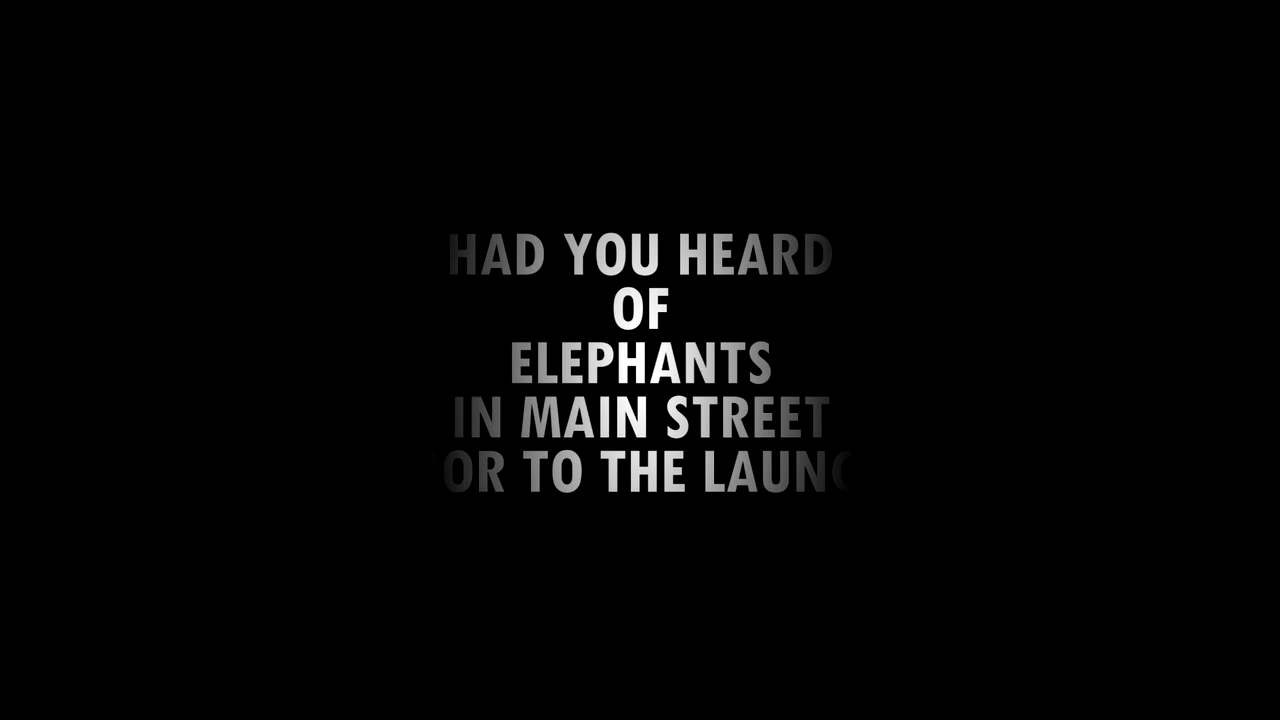 HAD YOU HEARD
OF
ELEPHANTS
IN MAIN STREET
TO THE